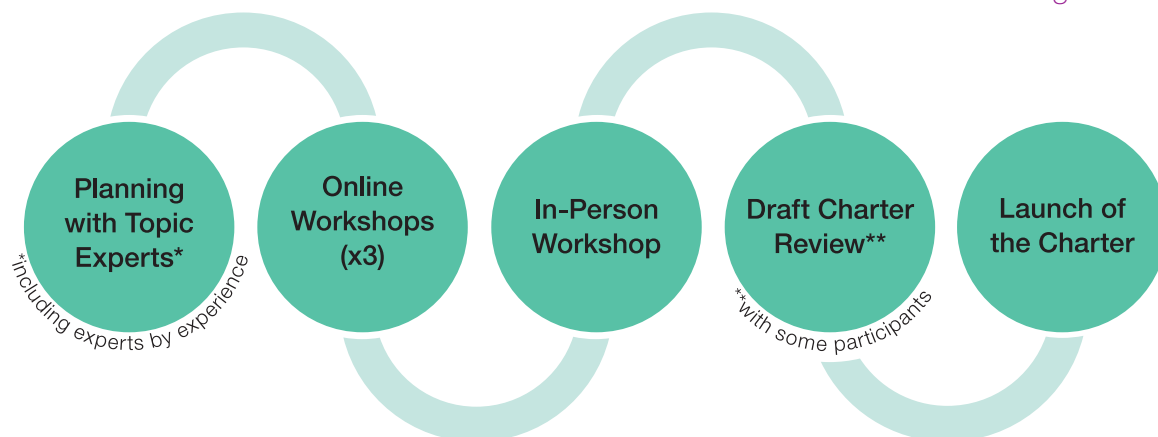 Planning
with Topic
Experts*
*including experts by experience
Online
Workshops
(x3)
In-Person
Workshop
Draft Charter
Review**
**with some participants
Launch of
the Charter